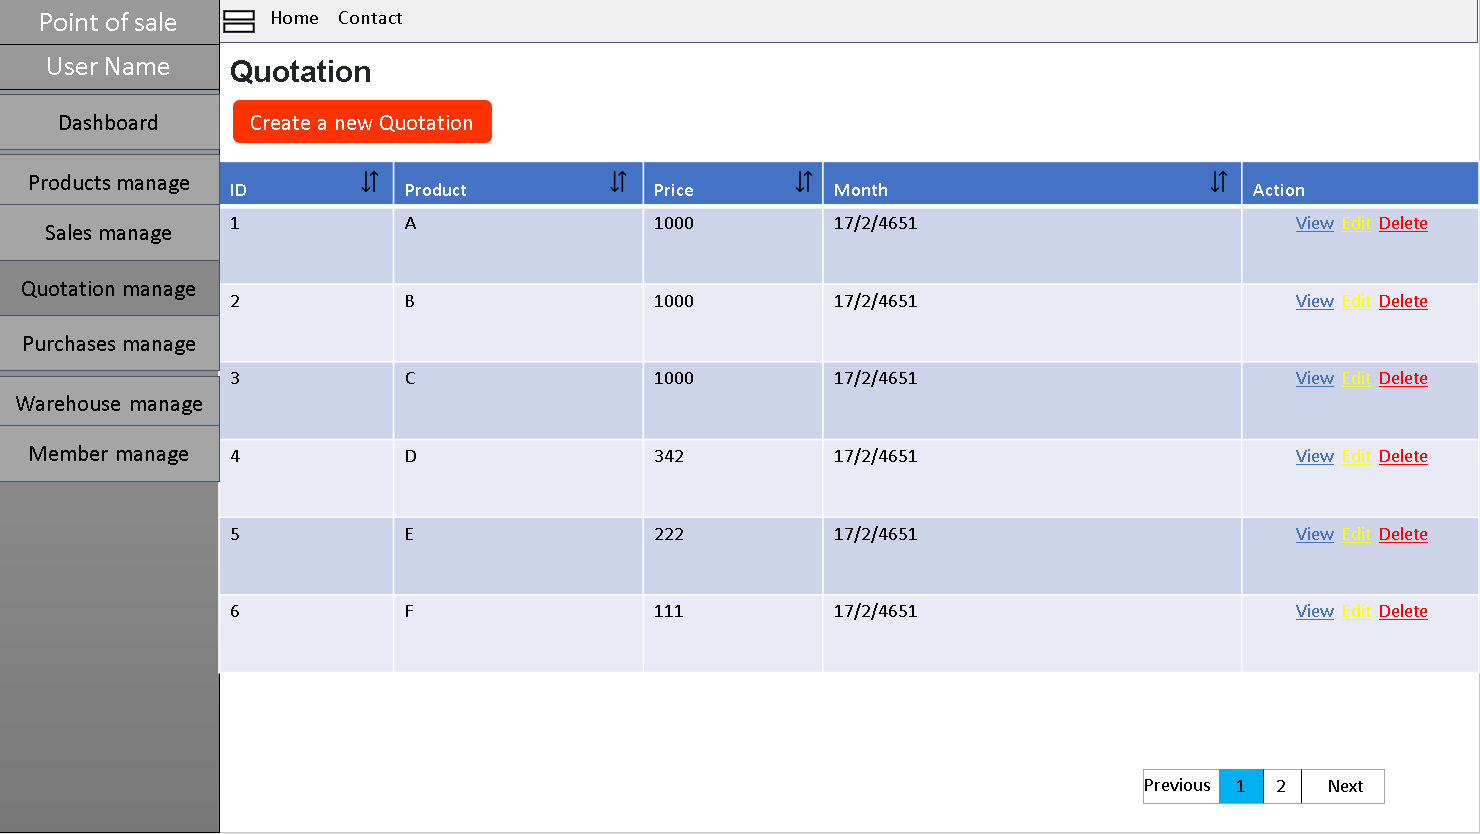 Point of sale
User Name
Dashboard
Products manage
Sales manage
Quotation manage
Purchases manage
Warehouse manage
Member manage
Home Contact
Quotation
Create a new Quotation
ID Product Price Month Action
1 A 1000 17/2/4651 View Edit Delete
2 B 1000 17/2/4651 View Edit Delete
3 C 1000 17/2/4651 View Edit Delete
4 D 342 17/2/4651 View Edit Delete
5 E 222 17/2/4651 View Edit Delete
6 F 111 17/2/4651 View Edit Delete
Previous 1 2 Next